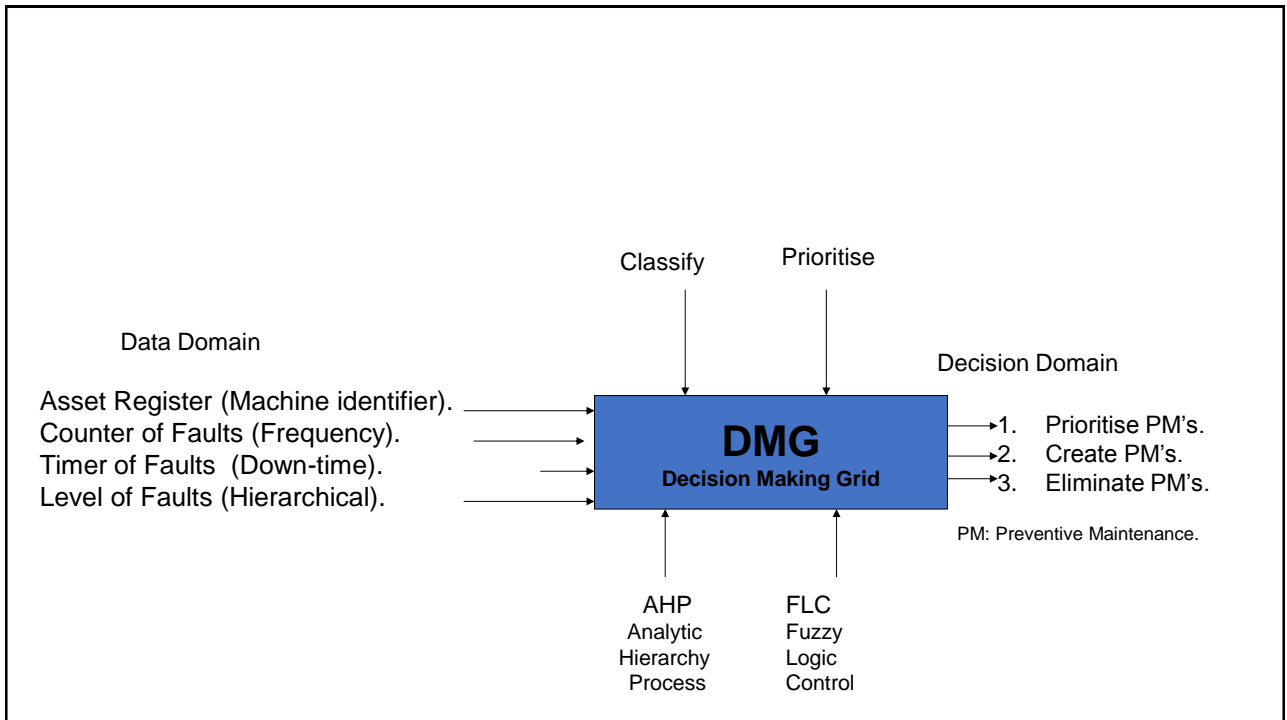 Classify
Prioritise
Data Domain
Decision Domain
Asset Register (Machine identifier).
Counter of Faults (Frequency).
Timer of Faults  (Down-time).
Level of Faults (Hierarchical).
DMG
Decision Making Grid
1. Prioritise PM's.
2. Create PM's.
3. Eliminate PM's.
PM: Preventive Maintenance.
AHP
Analytic
Hierarchy
Process
FLC
Fuzzy
Logic
Control